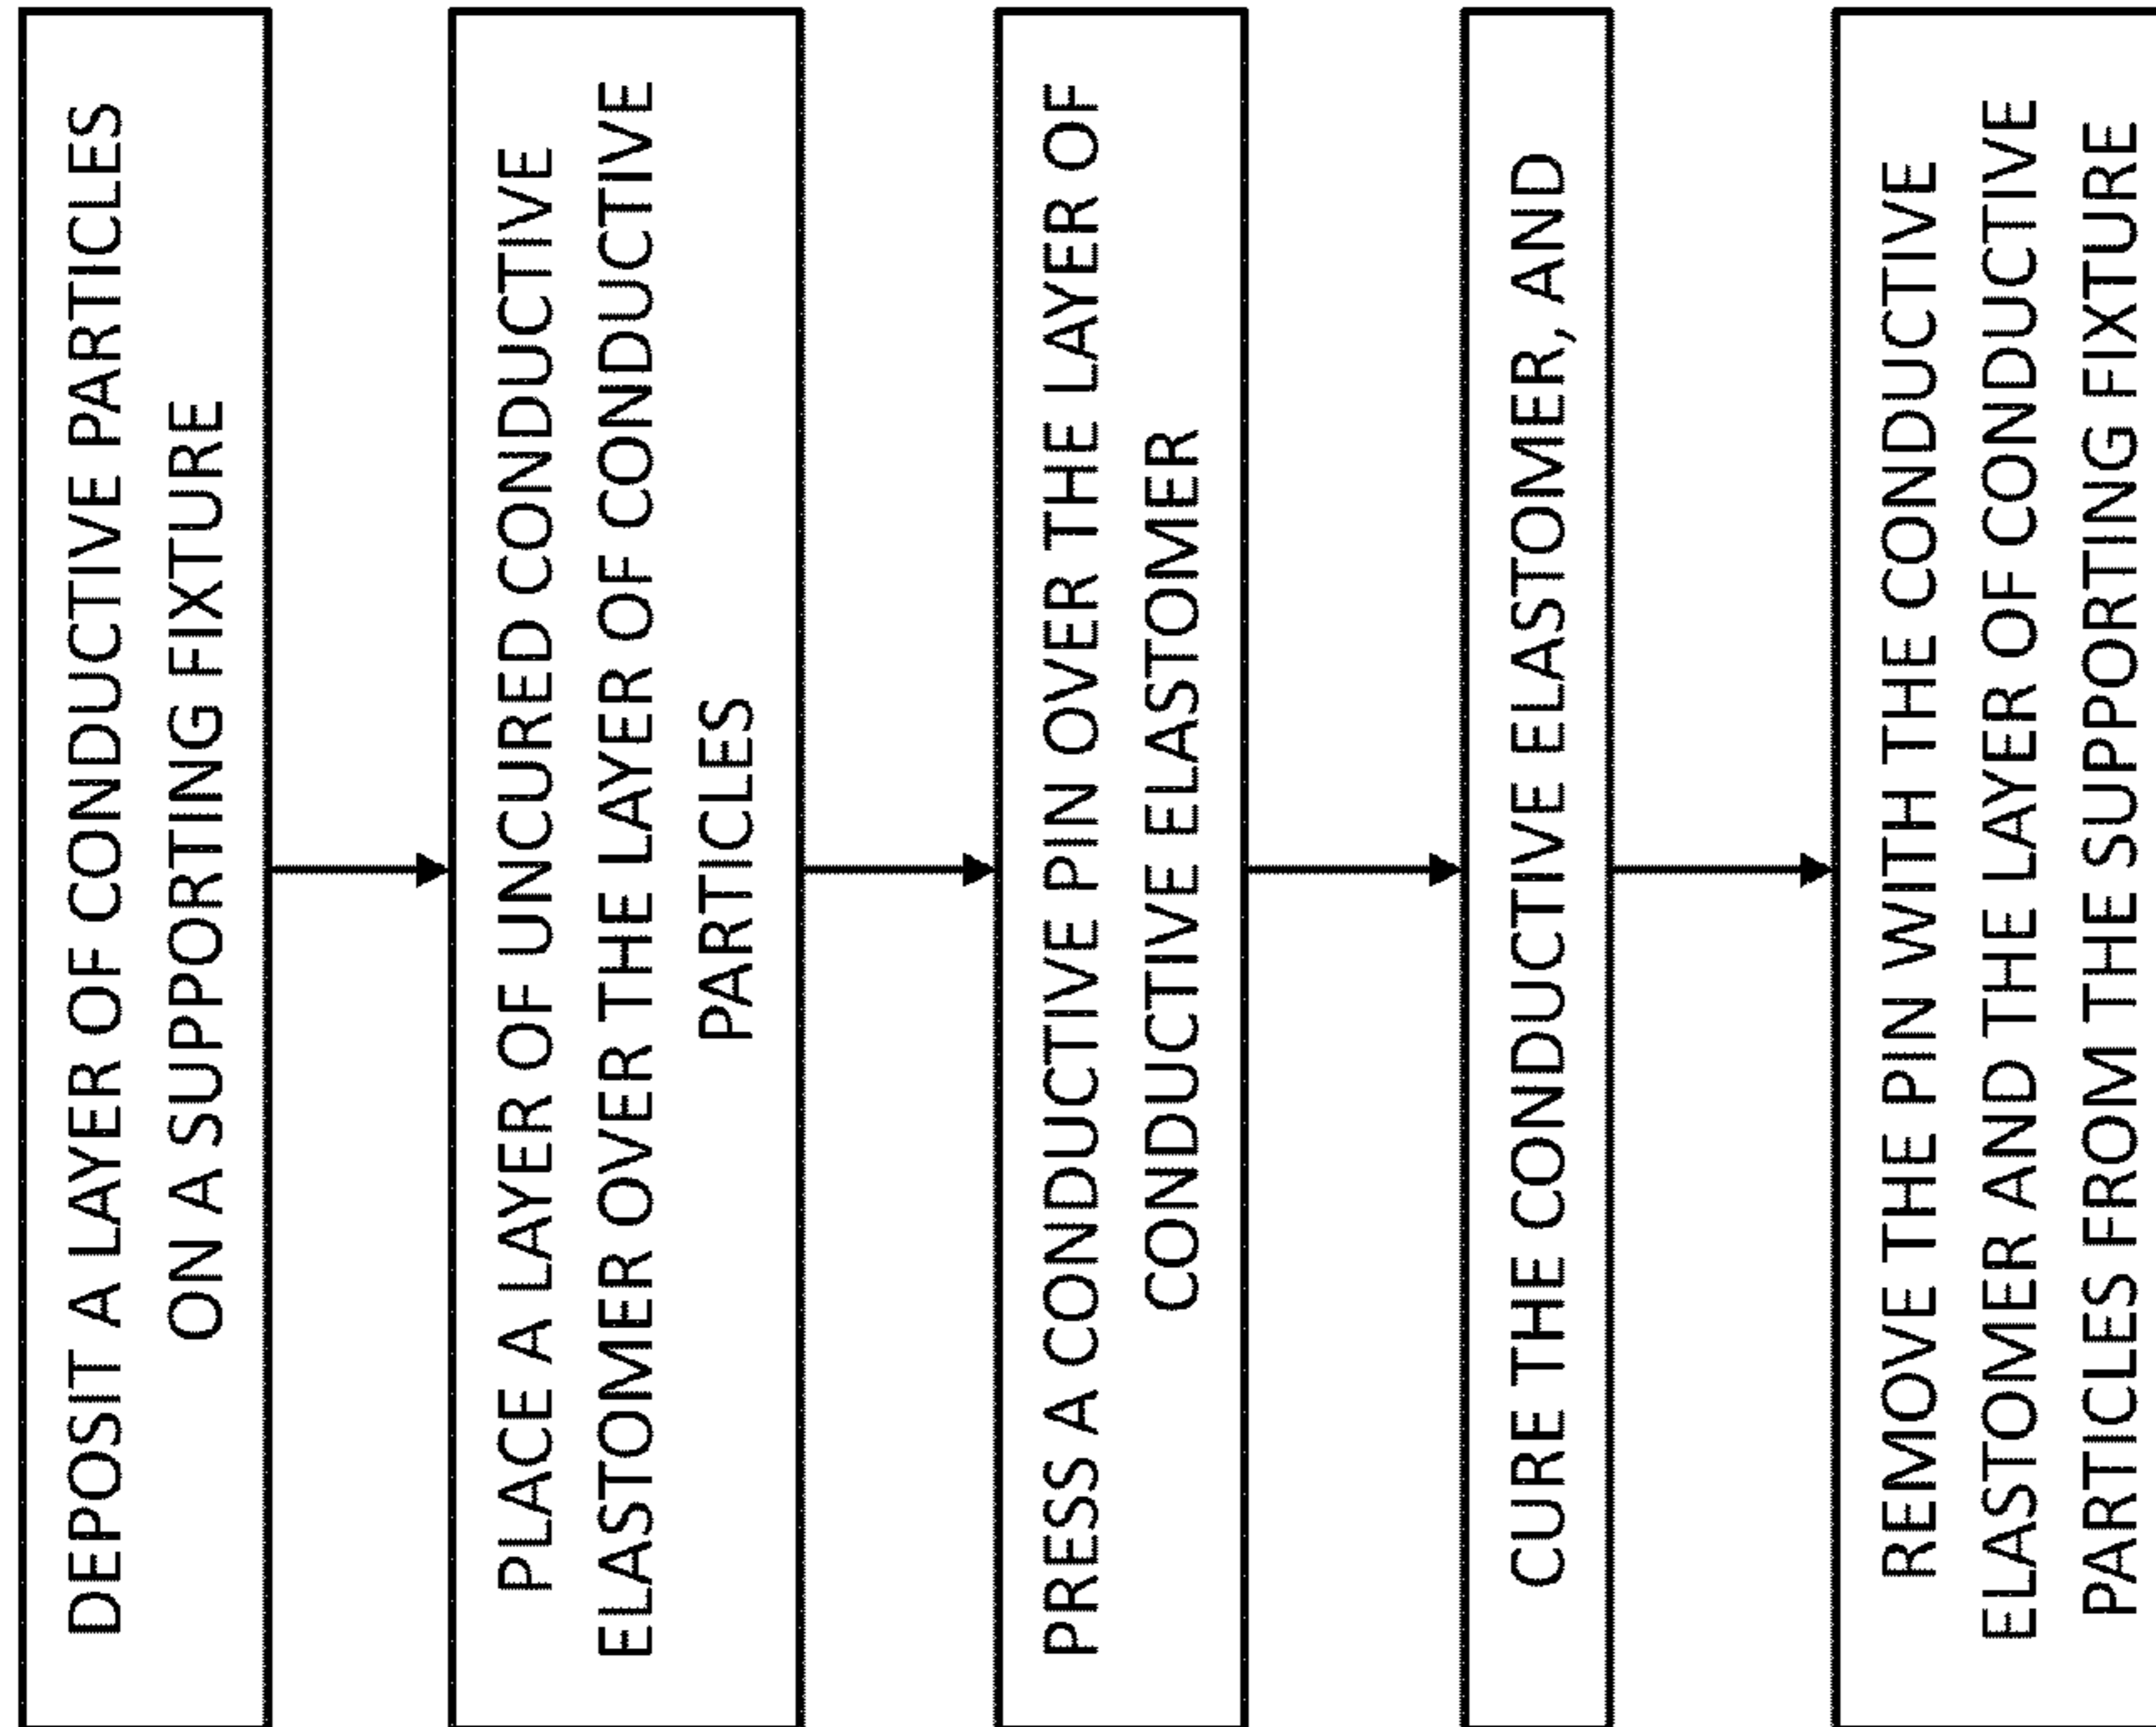 DEPOSIT A LAYER OF CONDUCTIVE PARTICLES
ON A SUPPORTING FIXTURE
PLACE A LAYER OF UNCURED CONDUCTIVE
ELASTOMER OVER THE LAYER OF CONDUCTIVE
PARTICLES
PRESS A CONDUCTIVE PIN OVER THE LAYER OF
CONDUCTIVE ELASTOMER
CURE THE CONDUCTIVE ELASTOMER, AND
REMOVE THE PIN WITH THE CONDUCTIVE
ELASTOMER AND THE LAYER OF CONDUCTIVE
PARTICLES FROM THE SUPPORTING FIXTURE